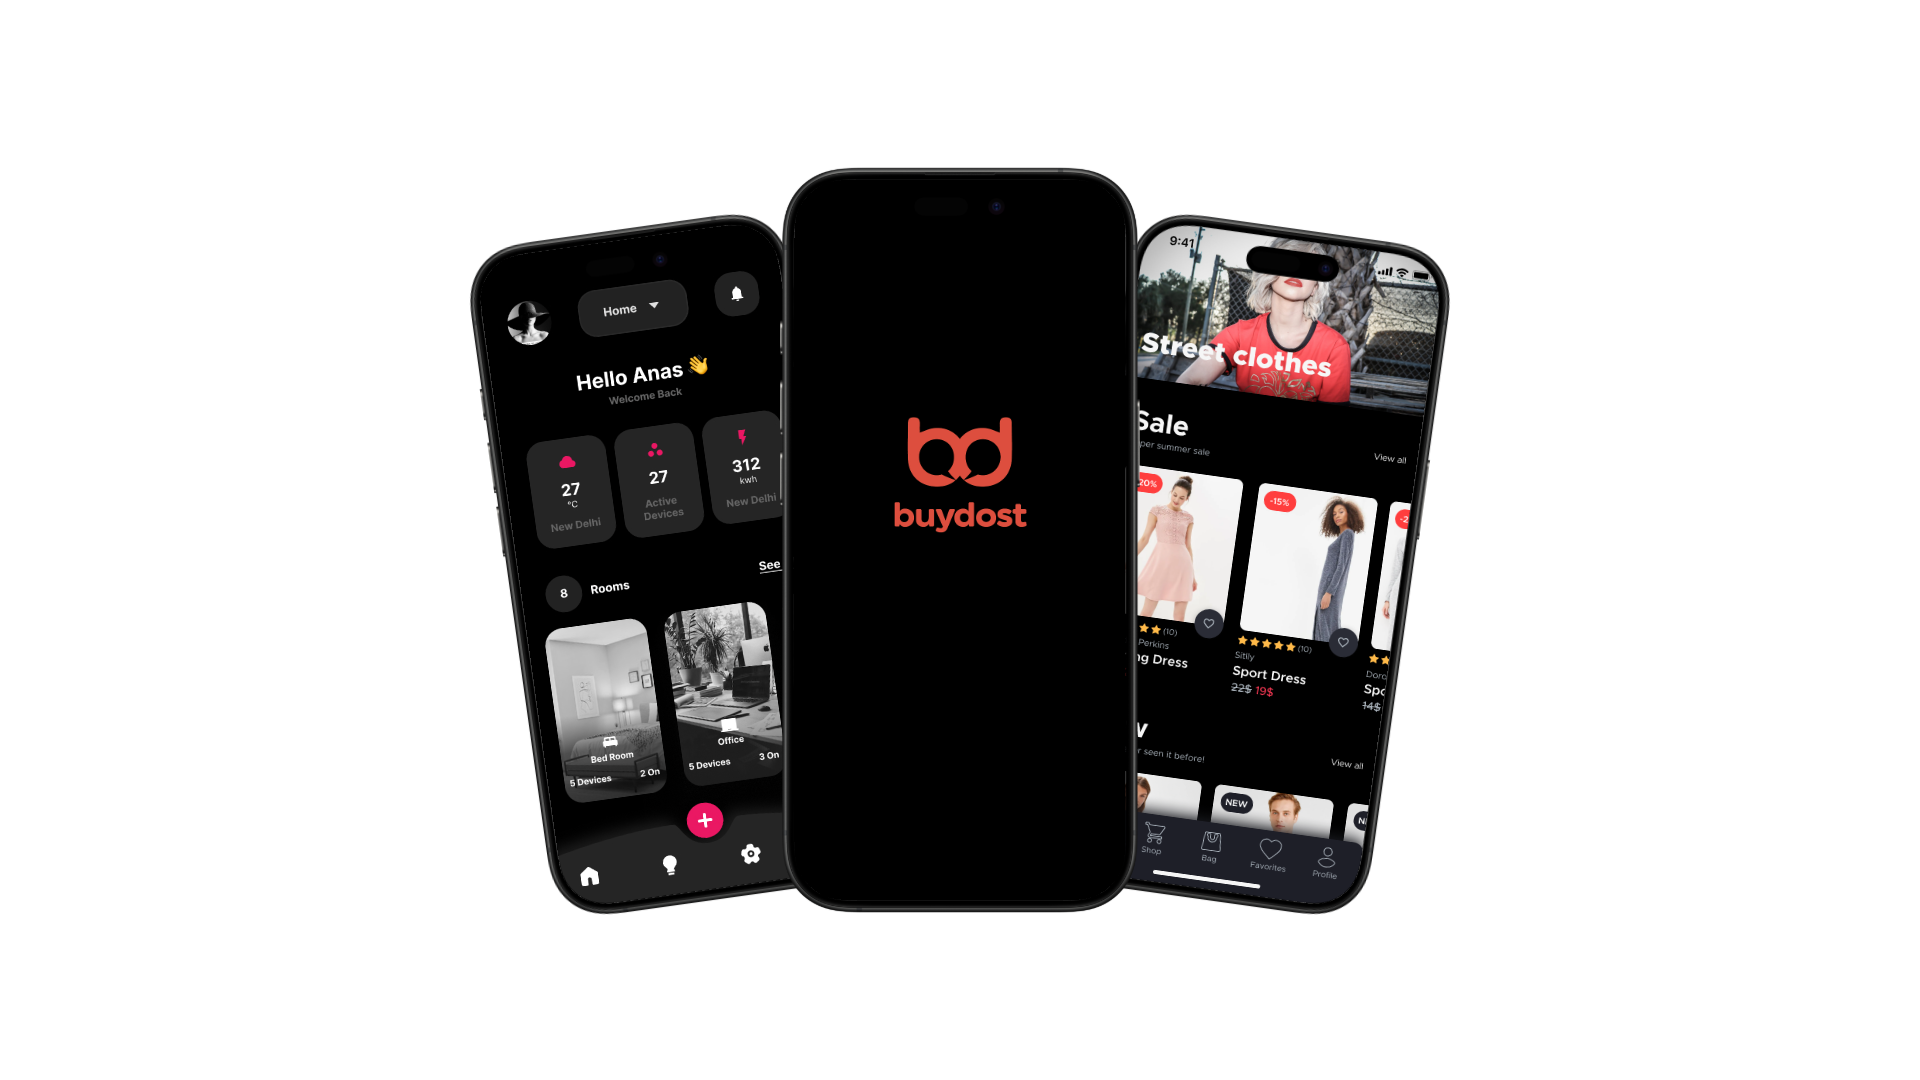 Home
Hello Anas 👋
Welcome Back
27
°C
New Delhi
27
Active
Devices
312
kwh
New Delhi
8
Rooms
See
Bed Room
5 Devices
2 On
Office
5 Devices
3 On
buydost
9:41
Street clothes
Sale
per summer sale
View all
20%
-15%
-2
(10)
Perkins
ng Dress
(10)
Sitlly
Sport Dress
22$ 19$
Doro
Spo
14$
w
r seen it before!
View all
NEW
N
Shop
Bag
Favorites
Profile